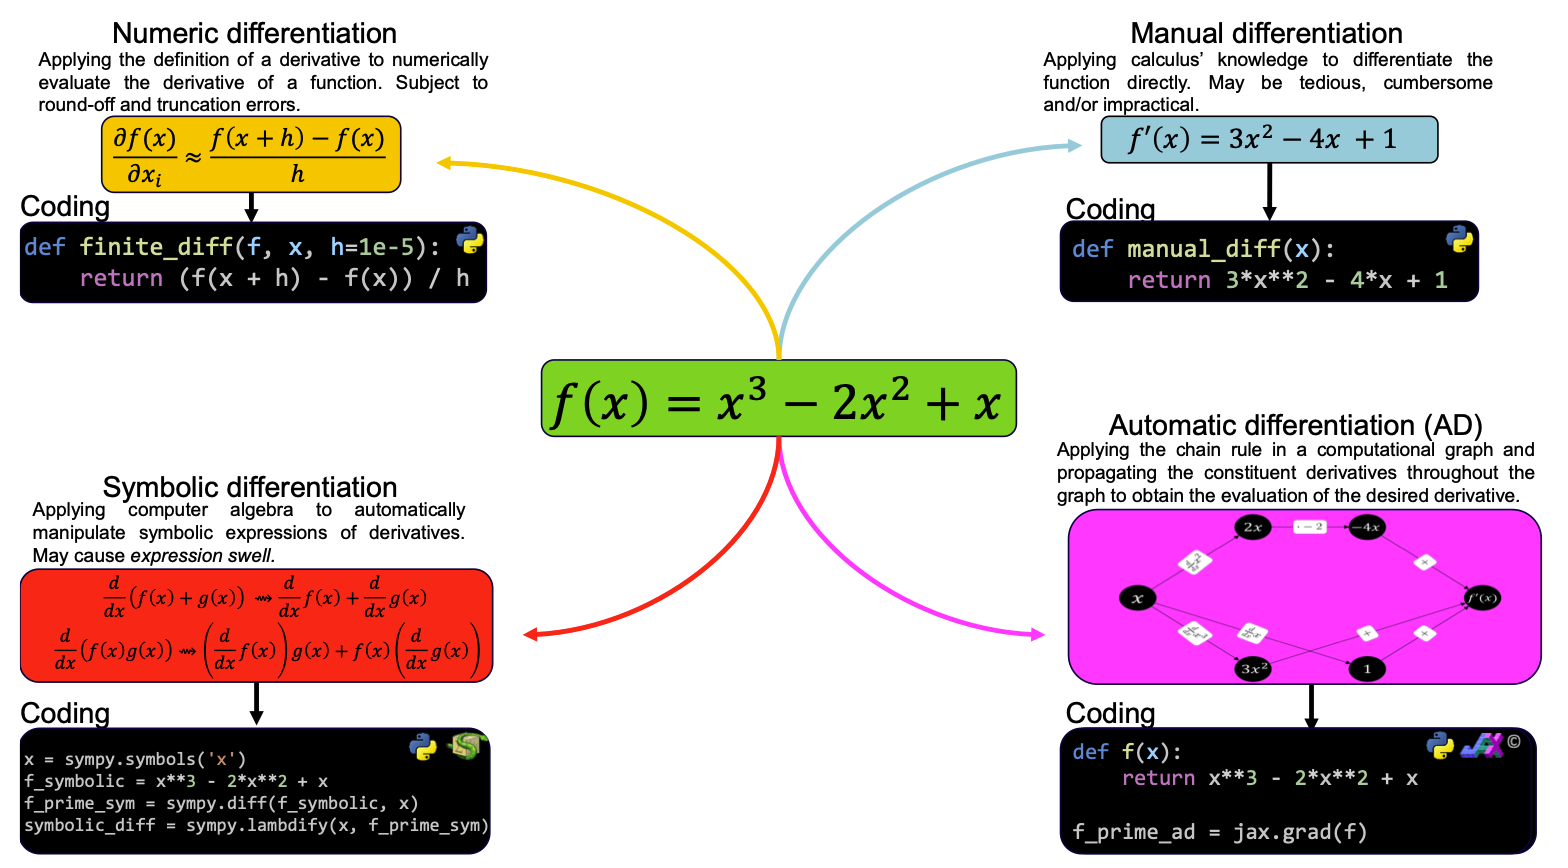 Numeric differentiation
Applying the definition of a derivative to numerically
evaluate the derivative of a function. Subject to
round-off and truncation errors.
∂f(x)/∂xᵢ ≈ (f(x + h) − f(x))/h
Coding
def finite_diff(f, x, h=1e-5):
return (f(x + h) - f(x)) / h
Manual differentiation
Applying calculus’ knowledge to differentiate the
function directly. May be tedious, cumbersome
and/or impractical.
f′(x) = 3x² − 4x + 1
Coding
def manual_diff(x):
return 3*x**2 - 4*x + 1
f(x) = x³ − 2x² + x
Symbolic differentiation
Applying computer algebra to automatically
manipulate symbolic expressions of derivatives.
May cause expression swell.
d/dx (f(x) + g(x)) ⇝ d/dx f(x) + d/dx g(x)
d/dx (f(x)g(x)) ⇝ (d/dx f(x)) g(x) + f(x) (d/dx g(x))
Coding
x = sympy.symbols('x')
f_symbolic = x**3 - 2*x**2 + x
f_prime_sym = sympy.diff(f_symbolic, x)
symbolic_diff = sympy.lambdify(x, f_prime_sym)
Automatic differentiation (AD)
Applying the chain rule in a computational graph and
propagating the constituent derivatives throughout the
graph to obtain the evaluation of the desired derivative.
2x
· − 2
−4x
+
x
f′(x)
d/dx x
+
+
3x²
1
Coding
JAX ©
def f(x):
return x**3 - 2*x**2 + x
f_prime_ad = jax.grad(f)